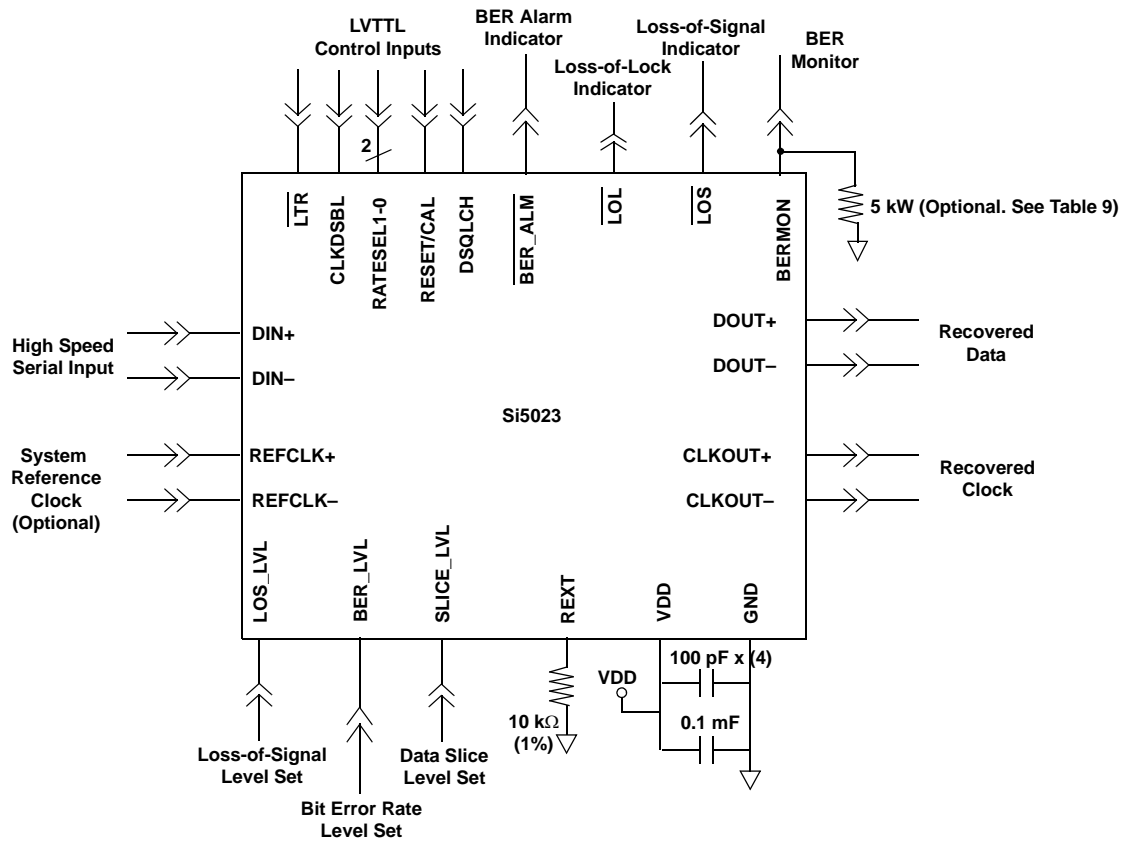 LVTTL
Control Inputs
BER Alarm
Indicator
Loss-of-Lock
Indicator
Loss-of-Signal
Indicator
BER
Monitor
2
LTR
CLKDSBL
RATESEL1-0
RESET/CAL
DSQLCH
BER_ALM
LOL
LOS
BERMON
5 kW (Optional. See Table 9)
High Speed
Serial Input
DIN+
DIN–
DOUT+
DOUT–
Recovered
Data
Si5023
System
Reference
Clock
(Optional)
REFCLK+
REFCLK–
CLKOUT+
CLKOUT–
Recovered
Clock
LOS_LVL
BER_LVL
SLICE_LVL
REXT
VDD
GND
Loss-of-Signal
Level Set
Bit Error Rate
Level Set
Data Slice
Level Set
10 kΩ
(1%)
VDD
100 pF x (4)
0.1 mF